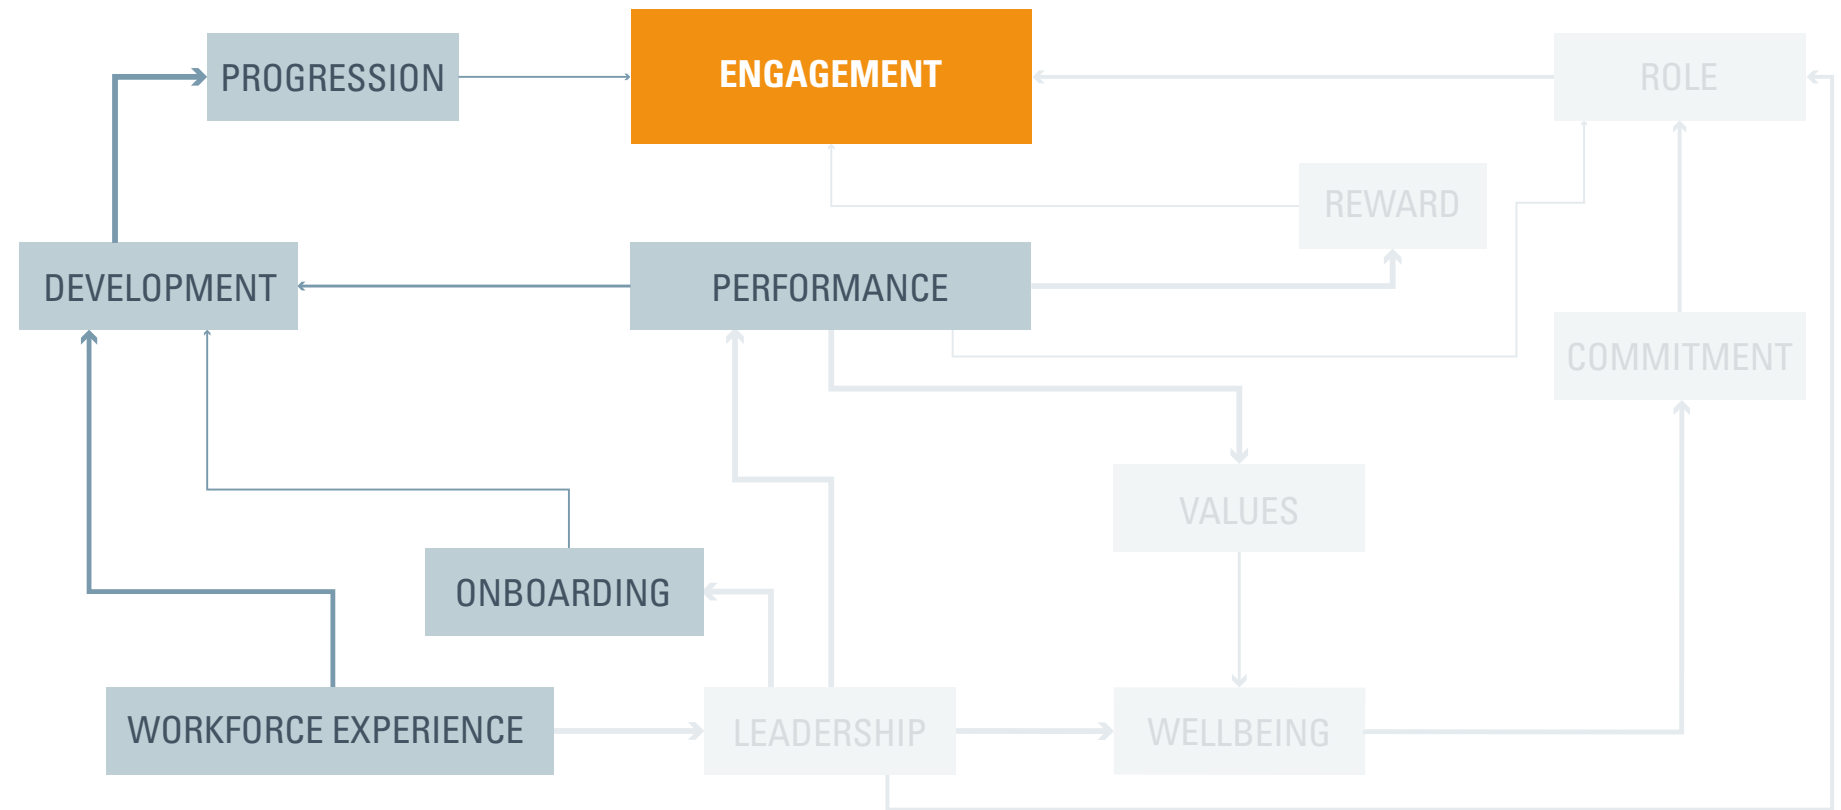 PROGRESSION
ENGAGEMENT
ROLE
REWARD
DEVELOPMENT
PERFORMANCE
COMMITMENT
VALUES
ONBOARDING
WORKFORCE EXPERIENCE
LEADERSHIP
WELLBEING